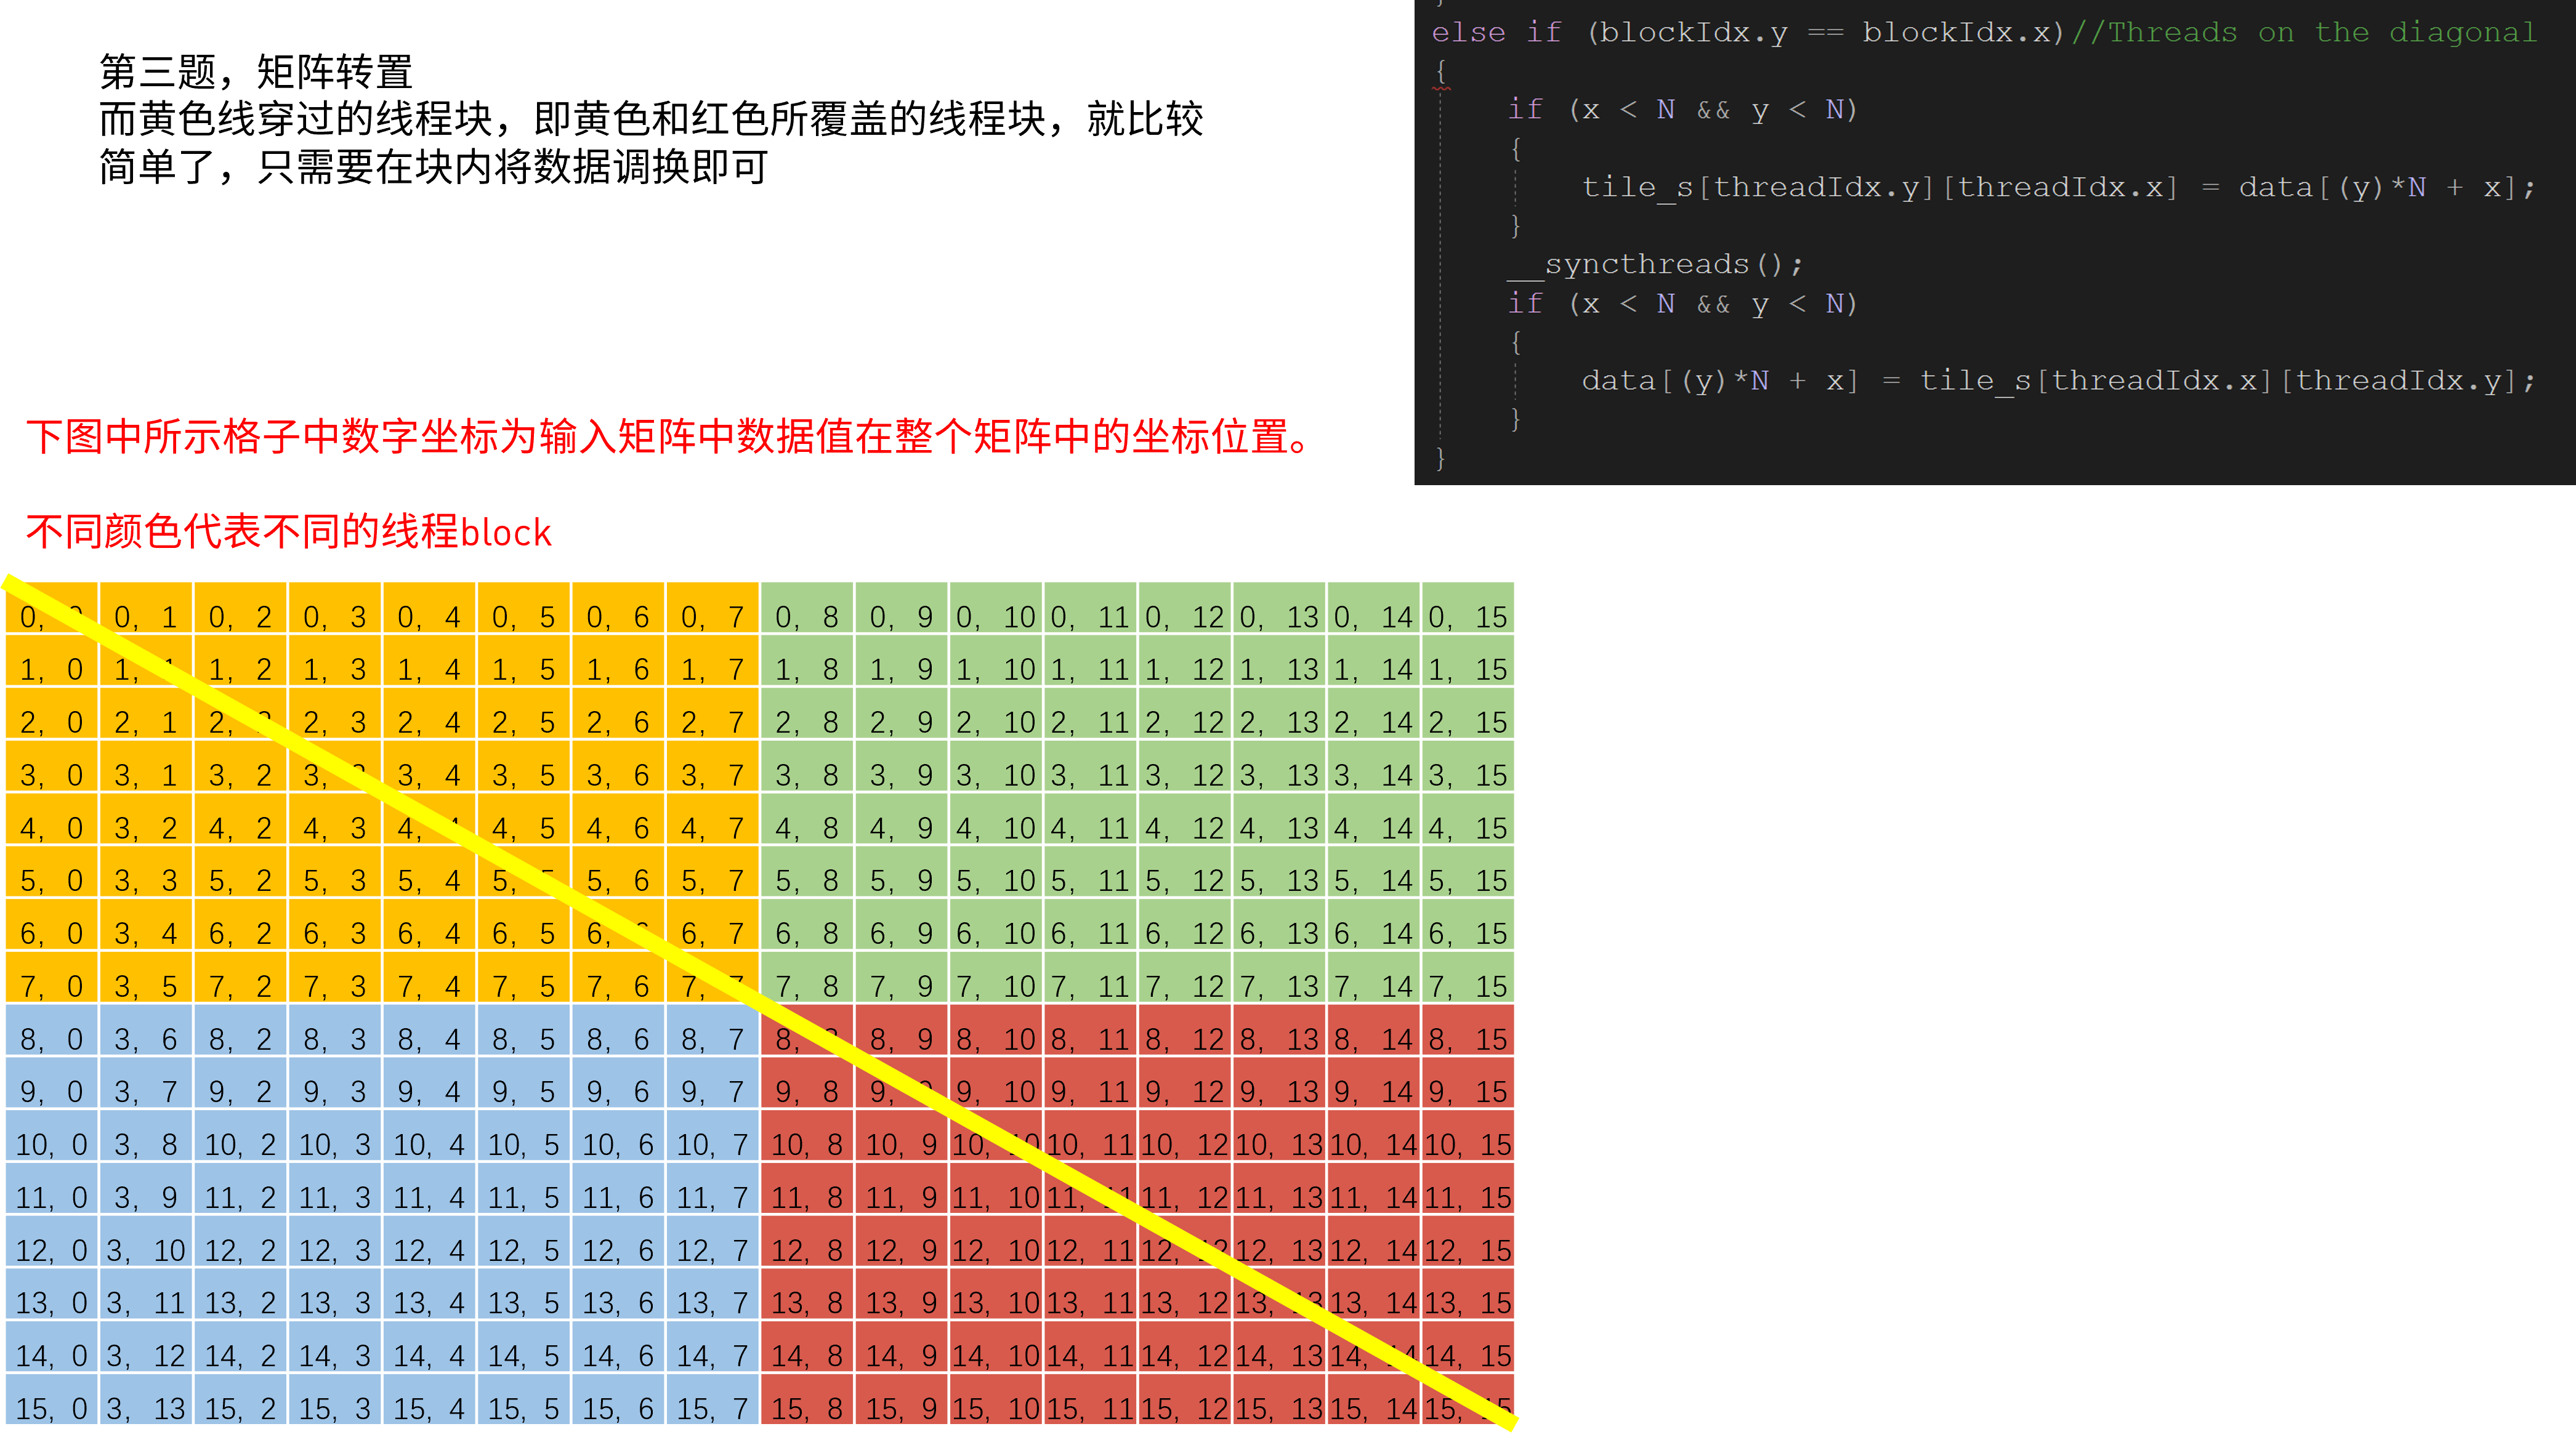 第三题，矩阵转置
而黄色线穿过的线程块，即黄色和红色所覆盖的线程块，就比较
简单了，只需要在块内将数据调换即可
}
else if (blockIdx.y == blockIdx.x)//Threads on the diagonal
{
if (x < N && y < N)
{
tile_s[threadIdx.y][threadIdx.x] = data[(y)*N + x];
}
__syncthreads();
if (x < N && y < N)
{
data[(y)*N + x] = tile_s[threadIdx.x][threadIdx.y];
}
}
下图中所示格子中数字坐标为输入矩阵中数据值在整个矩阵中的坐标位置。
不同颜色代表不同的线程block
0, 0, 1 0, 2 0, 3 0, 4 0, 5 0, 6 0, 7 0, 8 0, 9 0, 10 0, 11 0, 12 0, 13 0, 14 0, 15
1, 0 1, 1, 2 1, 3 1, 4 1, 5 1, 6 1, 7 1, 8 1, 9 1, 10 1, 11 1, 12 1, 13 1, 14 1, 15
2, 0 2, 1 2, 2, 3 2, 4 2, 5 2, 6 2, 7 2, 8 2, 9 2, 10 2, 11 2, 12 2, 13 2, 14 2, 15
3, 0 3, 1 3, 2 3, 3, 4 3, 5 3, 6 3, 7 3, 8 3, 9 3, 10 3, 11 3, 12 3, 13 3, 14 3, 15
4, 0 3, 2 4, 2 4, 3 4, 4, 5 4, 6 4, 7 4, 8 4, 9 4, 10 4, 11 4, 12 4, 13 4, 14 4, 15
5, 0 3, 3 5, 2 5, 3 5, 4 5, 5, 6 5, 7 5, 8 5, 9 5, 10 5, 11 5, 12 5, 13 5, 14 5, 15
6, 0 3, 4 6, 2 6, 3 6, 4 6, 5 6, 6, 7 6, 8 6, 9 6, 10 6, 11 6, 12 6, 13 6, 14 6, 15
7, 0 3, 5 7, 2 7, 3 7, 4 7, 5 7, 6 7, 7, 8 7, 9 7, 10 7, 11 7, 12 7, 13 7, 14 7, 15
8, 0 3, 6 8, 2 8, 3 8, 4 8, 5 8, 6 8, 7 8, 8, 9 8, 10 8, 11 8, 12 8, 13 8, 14 8, 15
9, 0 3, 7 9, 2 9, 3 9, 4 9, 5 9, 6 9, 7 9, 8 9, 9, 10 9, 11 9, 12 9, 13 9, 14 9, 15
10, 0 3, 8 10, 2 10, 3 10, 4 10, 5 10, 6 10, 7 10, 8 10, 9 10, 10 10, 11 10, 12 10, 13 10, 14 10, 15
11, 0 3, 9 11, 2 11, 3 11, 4 11, 5 11, 6 11, 7 11, 8 11, 9 11, 10 11, 11 11, 12 11, 13 11, 14 11, 15
12, 0 3, 10 12, 2 12, 3 12, 4 12, 5 12, 6 12, 7 12, 8 12, 9 12, 10 12, 11 12, 12 12, 13 12, 14 12, 15
13, 0 3, 11 13, 2 13, 3 13, 4 13, 5 13, 6 13, 7 13, 8 13, 9 13, 10 13, 11 13, 12 13, 13 13, 14 13, 15
14, 0 3, 12 14, 2 14, 3 14, 4 14, 5 14, 6 14, 7 14, 8 14, 9 14, 10 14, 11 14, 12 14, 13 14, 14 14, 15
15, 0 3, 13 15, 2 15, 3 15, 4 15, 5 15, 6 15, 7 15, 8 15, 9 15, 10 15, 11 15, 12 15, 13 15, 14 15, 15